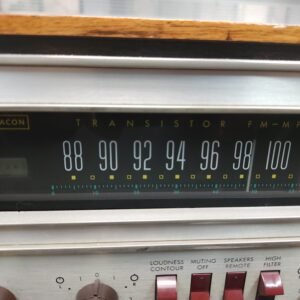 ACON
TRANSISTOR FM-M
88 90 92 94 96 98 100
LOUDNESS CONTOUR
MUTING OFF
SPEAKERS REMOTE
HIGH FILTER
L R